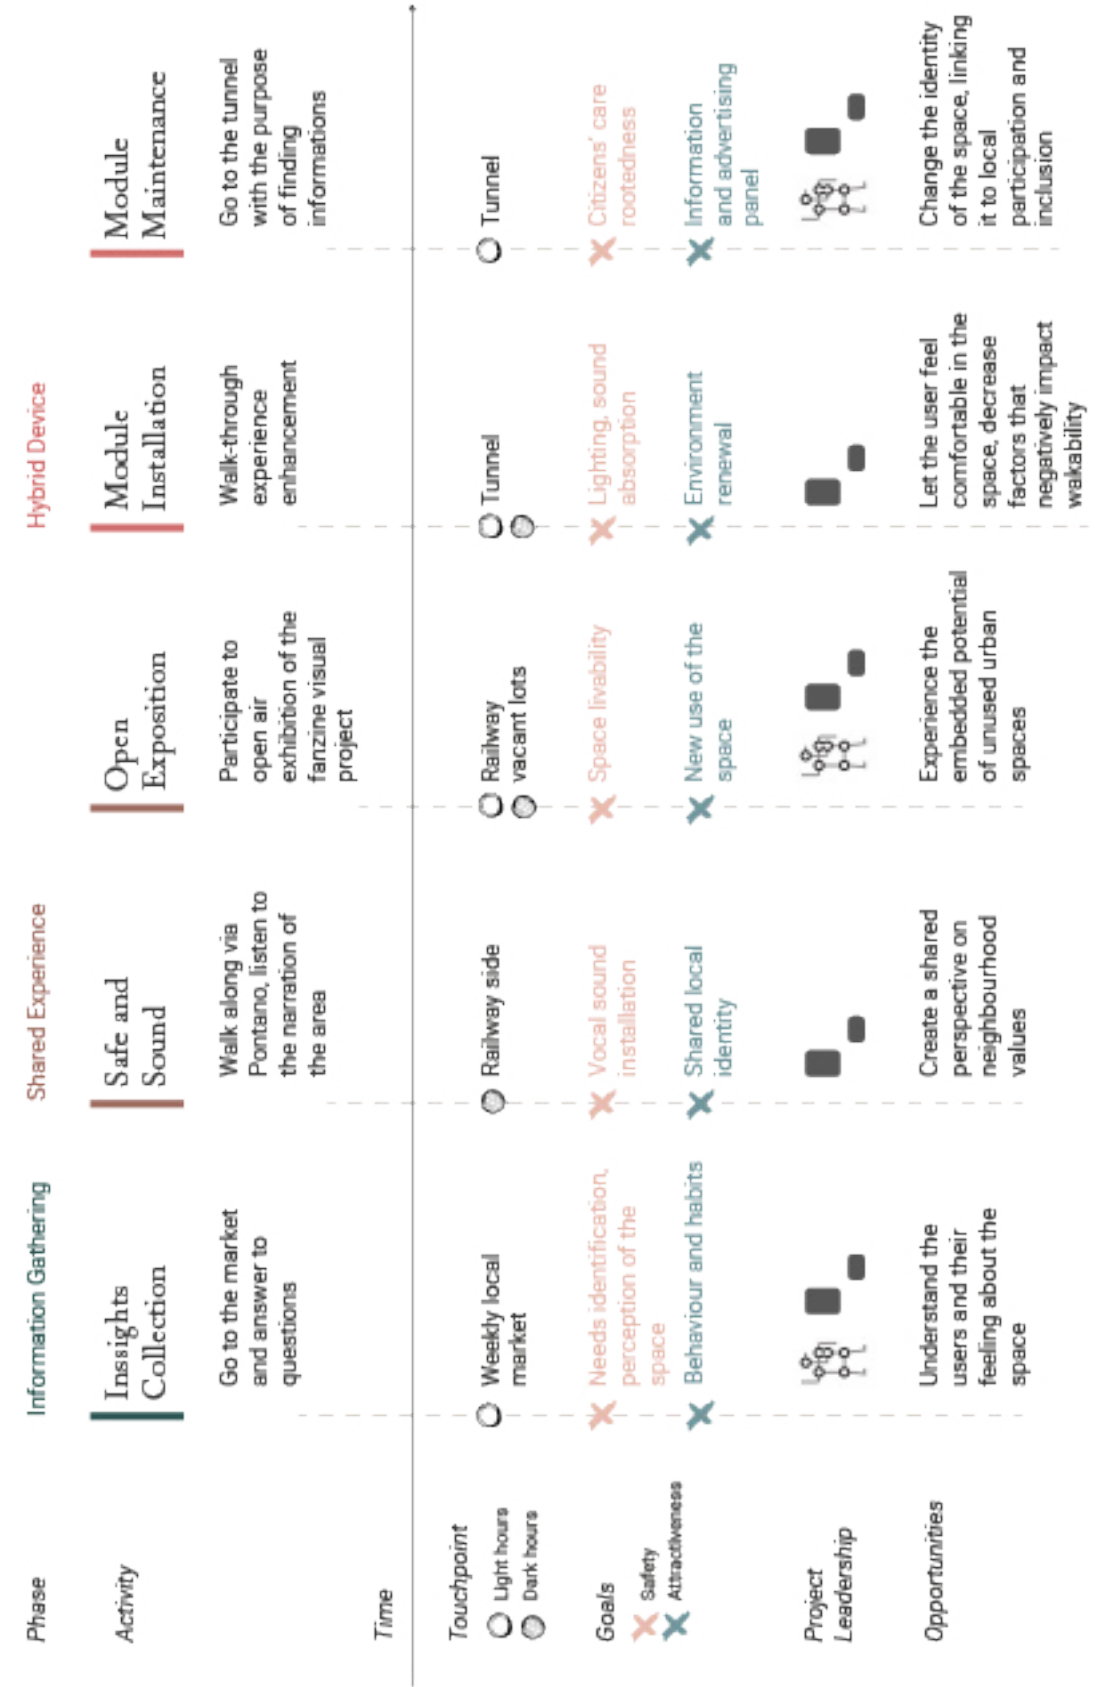 Phase
Information Gathering
Shared Experience
Hybrid Device
Activity
Insights
Collection
Safe and
Sound
Open
Exposition
Module
Installation
Module
Maintenance
Go to the market
and answer to
questions
Walk along via
Pontano, listen to
the narration of
the area
Participate to
open air
exhibition of the
fanzine visual
project
Walk-through
experience
enhancement
Go to the tunnel
with the purpose
of finding
informations
Time
Touchpoint
Light hours
Dark hours
Weekly local
market
Railway side
Railway
vacant lots
Tunnel
Tunnel
Goals
Safety
Attractiveness
Needs identification,
perception of the
space
Vocal sound
installation
Space livability
Lighting, sound
absorption
Citizens' care
rootedness
Behaviour and habits
Shared local
identity
New use of the
space
Environment
renewal
Information
and advertising
panel
Project
Leadership
Opportunities
Understand the
users and their
feeling about the
space
Create a shared
perspective on
neighbourhood
values
Experience the
embedded potential
of unused urban
spaces
Let the user feel
comfortable in the
space, decrease
factors that
negatively impact
wakability
Change the identity
of the space, linking
it to local
participation and
inclusion